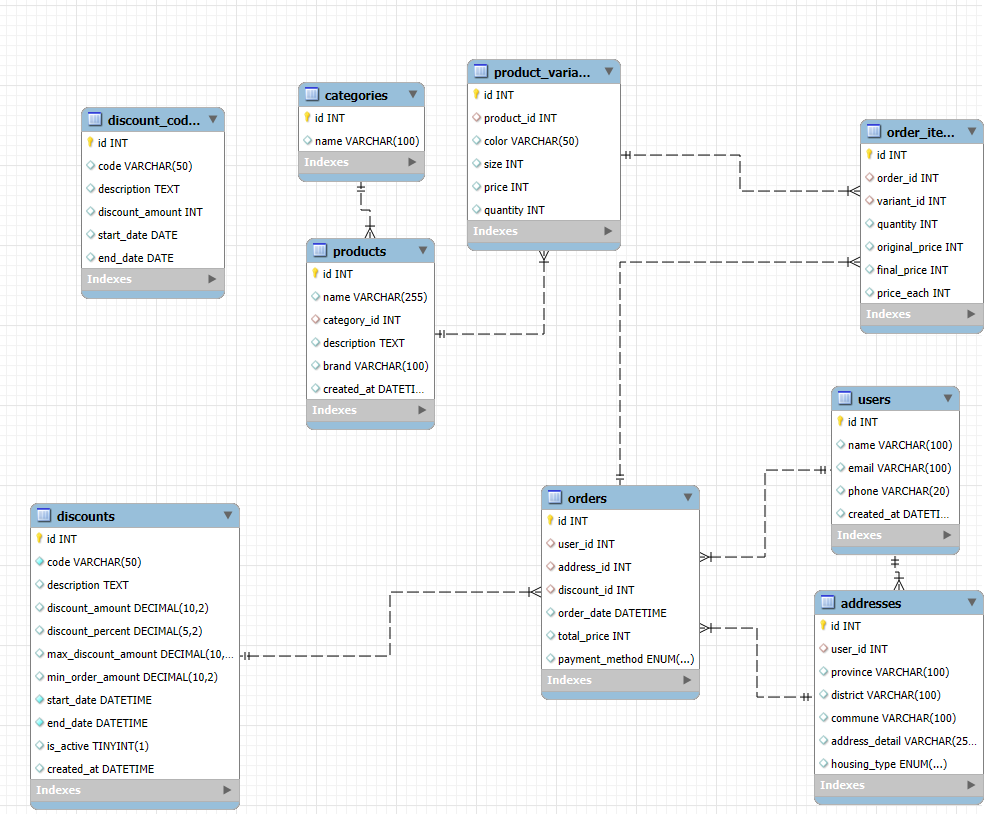 discount_cod...
id INT
code VARCHAR(50)
description TEXT
discount_amount INT
start_date DATE
end_date DATE
Indexes
categories
id INT
name VARCHAR(100)
Indexes
product_varia...
id INT
product_id INT
color VARCHAR(50)
size INT
price INT
quantity INT
Indexes
order_ite...
id INT
order_id INT
variant_id INT
quantity INT
original_price INT
final_price INT
price_each INT
Indexes
products
id INT
name VARCHAR(255)
category_id INT
description TEXT
brand VARCHAR(100)
created_at DATETI...
Indexes
users
id INT
name VARCHAR(100)
email VARCHAR(100)
phone VARCHAR(20)
created_at DATETI...
Indexes
discounts
id INT
code VARCHAR(50)
description TEXT
discount_amount DECIMAL(10,2)
discount_percent DECIMAL(5,2)
max_discount_amount DECIMAL(10,...
min_order_amount DECIMAL(10,2)
start_date DATETIME
end_date DATETIME
is_active TINYINT(1)
created_at DATETIME
Indexes
orders
id INT
user_id INT
address_id INT
discount_id INT
order_date DATETIME
total_price INT
payment_method ENUM(...)
Indexes
addresses
id INT
user_id INT
province VARCHAR(100)
district VARCHAR(100)
commune VARCHAR(100)
address_detail VARCHAR(25...
housing_type ENUM(...)
Indexes